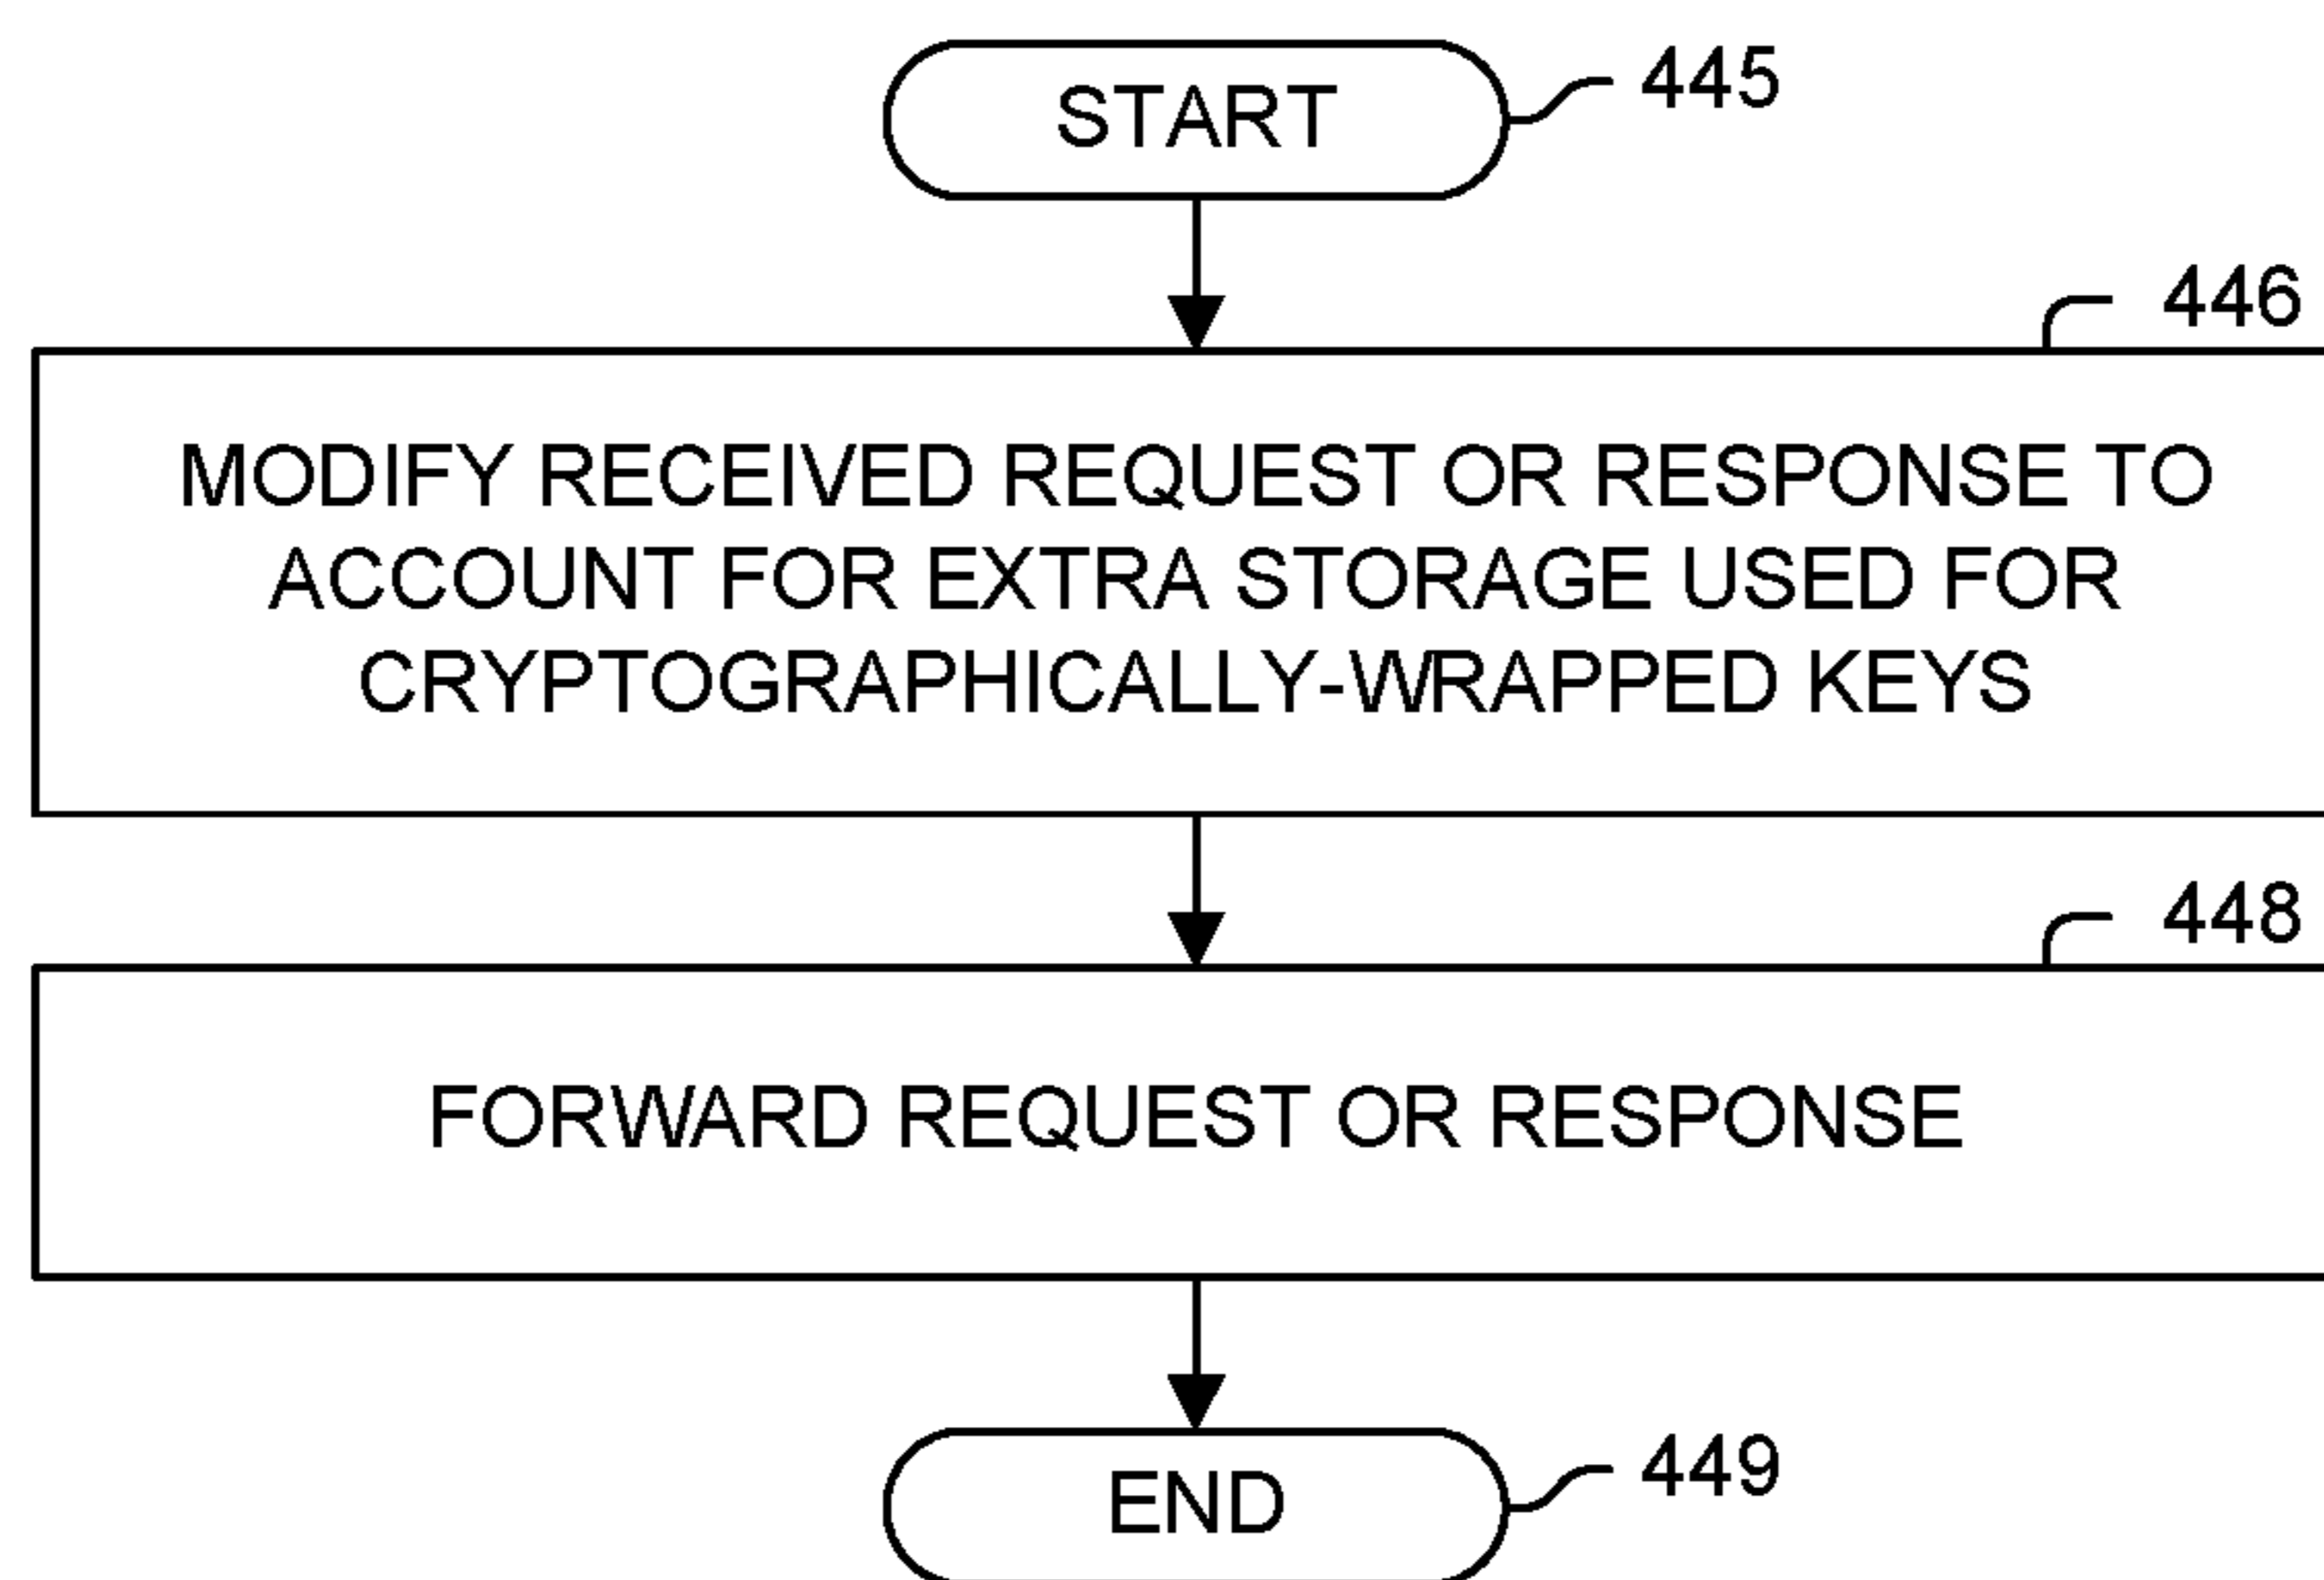 START
445
446
MODIFY RECEIVED REQUEST OR RESPONSE TO
ACCOUNT FOR EXTRA STORAGE USED FOR
CRYPTOGRAPHICALLY-WRAPPED KEYS
448
FORWARD REQUEST OR RESPONSE
END
449